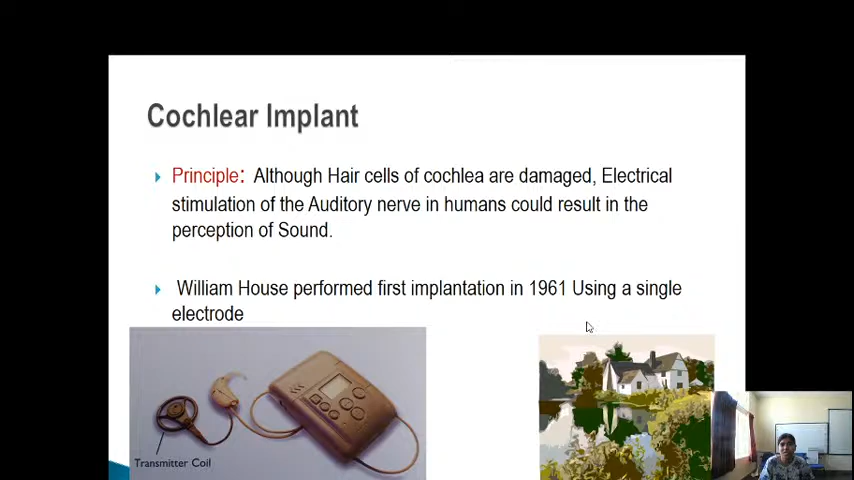 Cochlear Implant
Principle: Although Hair cells of cochlea are damaged, Electrical
stimulation of the Auditory nerve in humans could result in the
perception of Sound.
William House performed first implantation in 1961 Using a single
electrode
Transmitter Coil